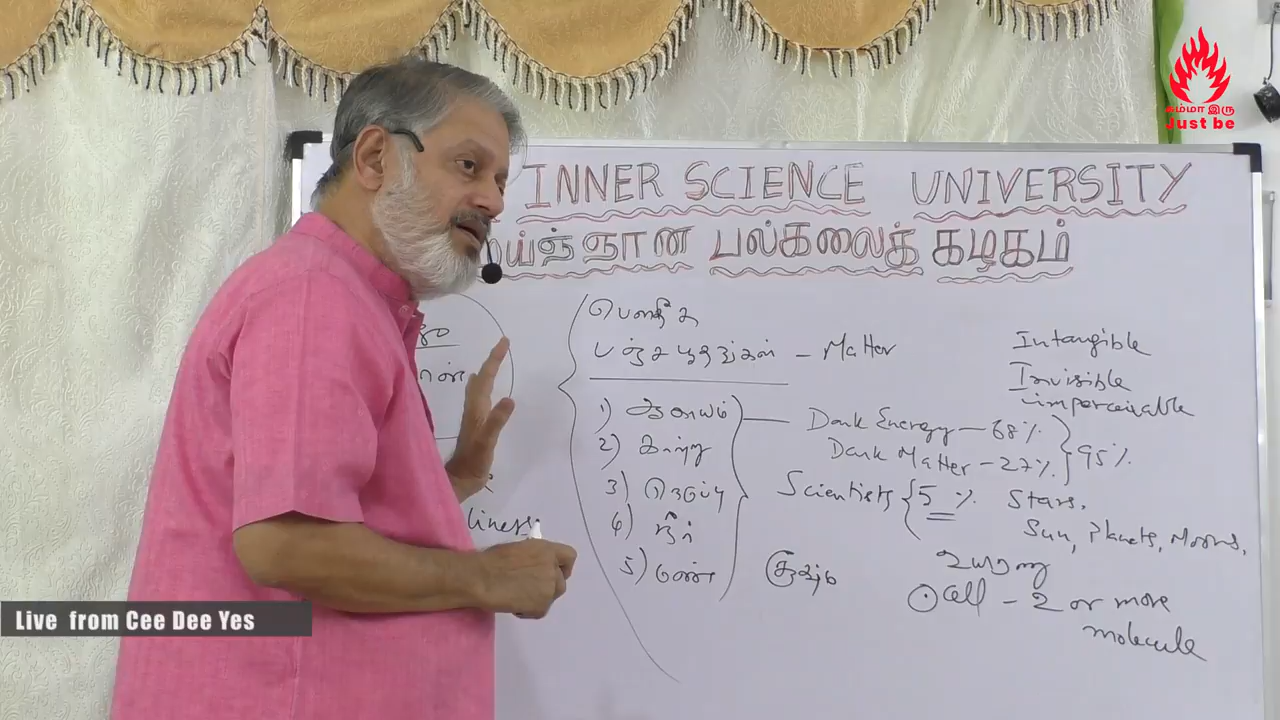 சும்மா இரு
Just be
INNER SCIENCE UNIVERSITY
ய்ஞ்ஞான பல்கலைக் கழகம்
பௌதீக
பஞ்ச பூதங்கள் - Matter
Intangible
Invisible
imperceivable
1) ஆகாயம் - Dark Energy - 68%
2) காற்று Dark Matter - 27% 95%
3) நெருப்பு Scientists 5% Stars,
4) நீர் Sun, Planets, Moons,
5) மண்
Cell - 2 or more
molecule
liness
Live from Cee Dee Yes